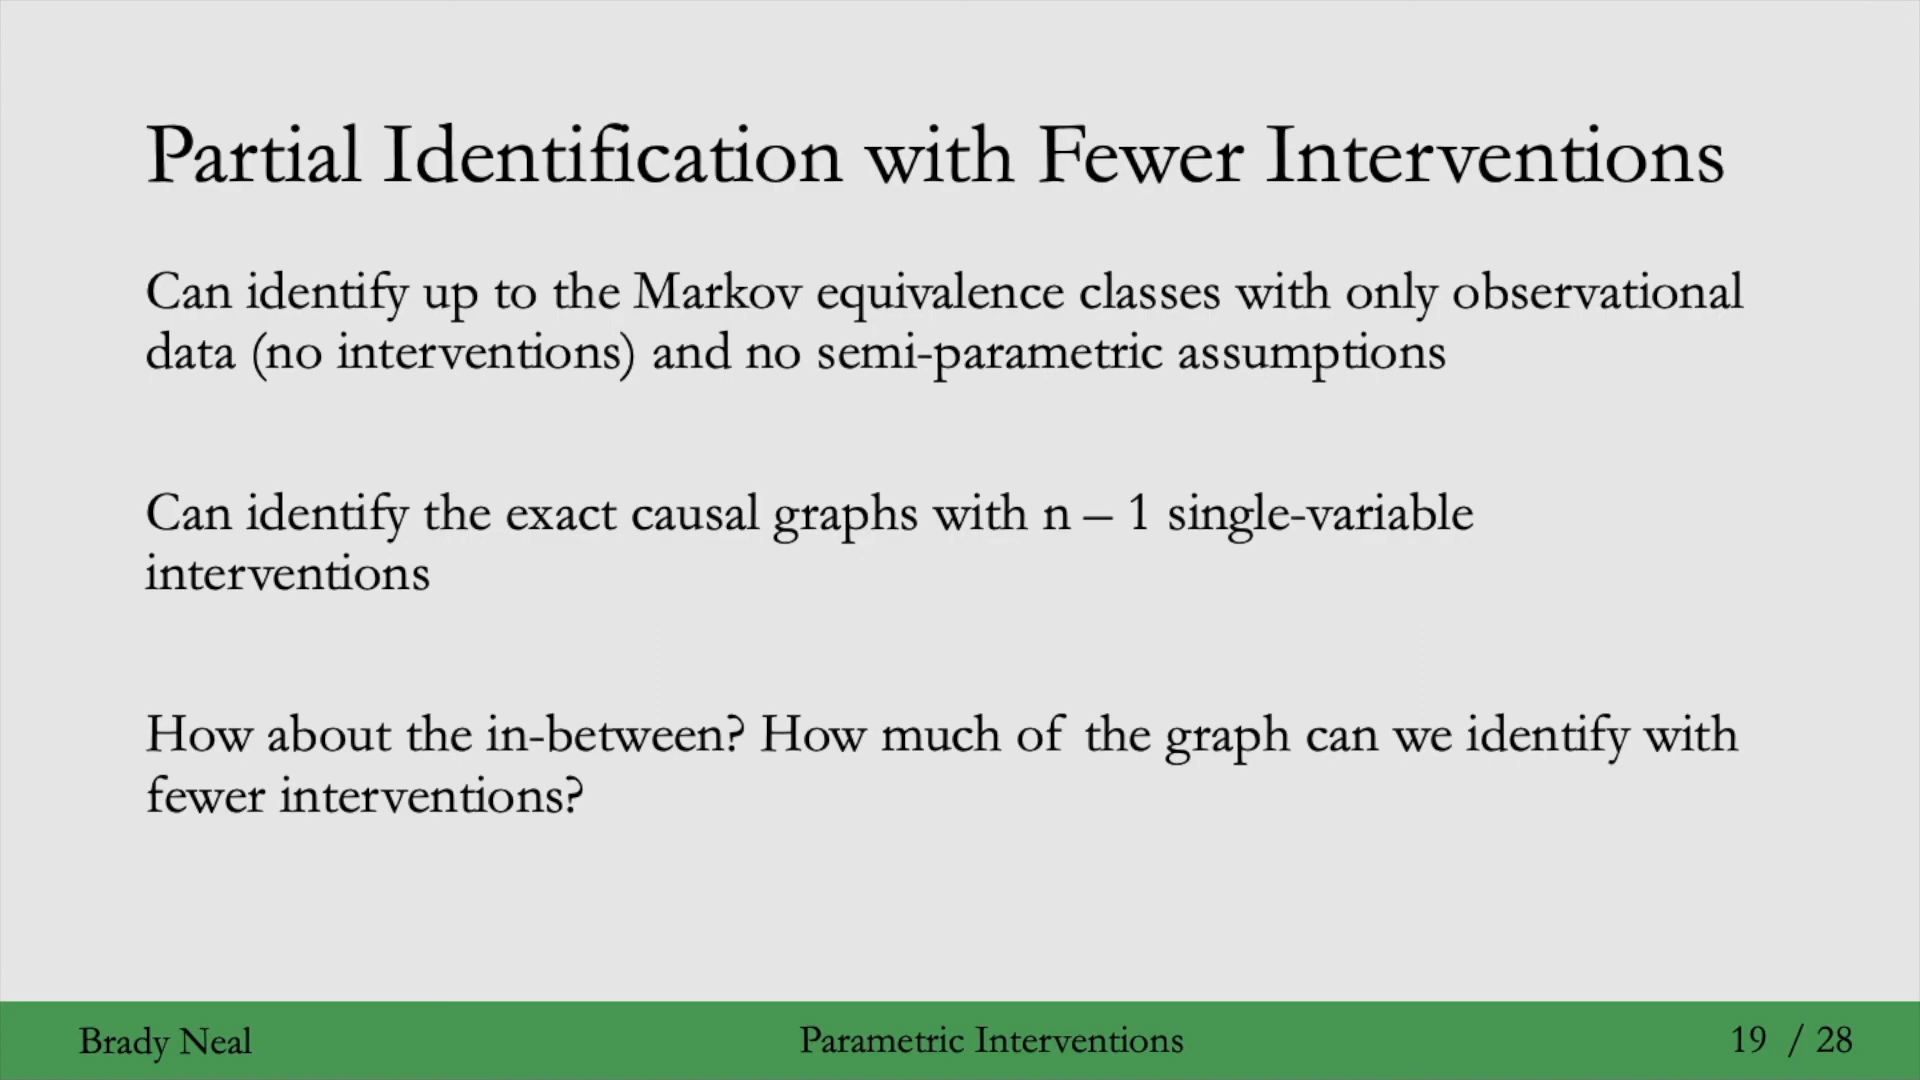 Partial Identification with Fewer Interventions
Can identify up to the Markov equivalence classes with only observational
data (no interventions) and no semi-parametric assumptions
Can identify the exact causal graphs with n – 1 single-variable
interventions
How about the in-between? How much of the graph can we identify with
fewer interventions?
Brady Neal
Parametric Interventions
19 / 28